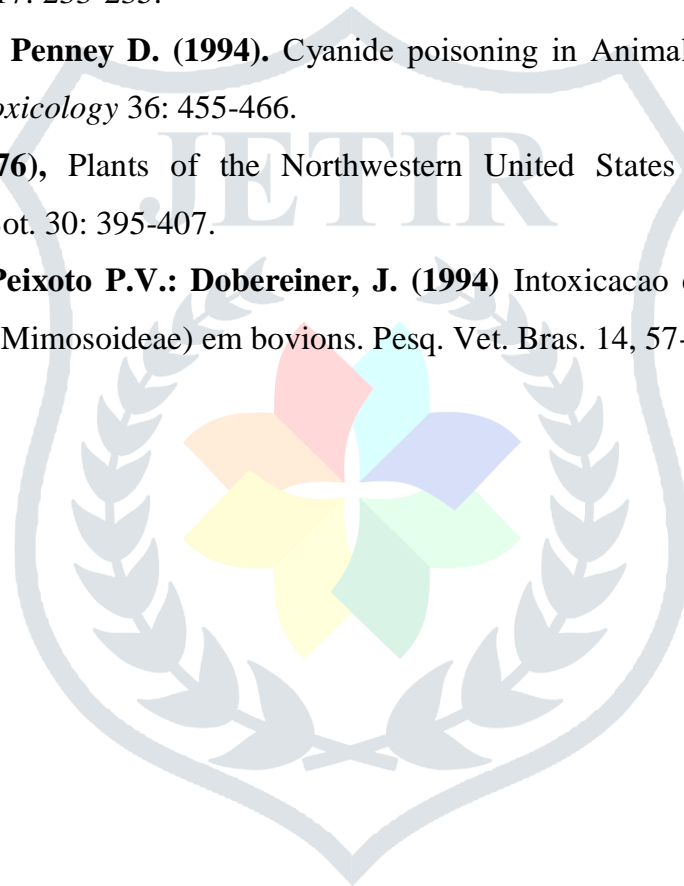 Penney D. (1994). Cyanide poisoning in Animal
oxicology 36: 455-466.
76), Plants of the Northwestern United States
ot. 30: 395-407.
Peixoto P.V.: Dobereiner, J. (1994) Intoxicacao
(Mimosoideae) em bovions. Pesq. Vet. Bras. 14, 57-
JETIR